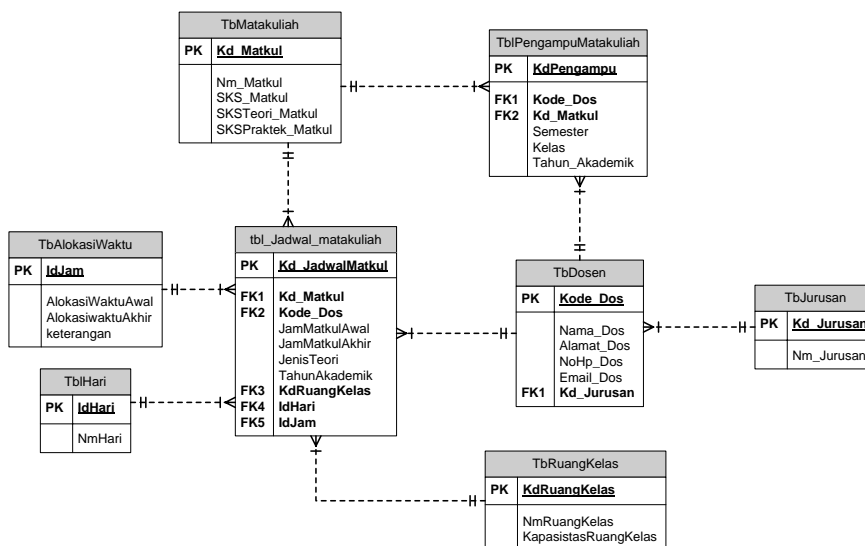 TbMatakuliah
PK Kd_Matkul
Nm_Matkul
SKS_Matkul
SKSTeori_Matkul
SKSPraktek_Matkul
TblPengampuMatakuliah
PK KdPengampu
FK1 Kode_Dos
FK2 Kd_Matkul
Semester
Kelas
Tahun_Akademik
TbAlokasiWaktu
PK IdJam
AlokasiWaktuAwal
AlokasiwaktuAkhir
keterangan
tbl_Jadwal_matakuliah
PK Kd_JadwalMatkul
FK1 Kd_Matkul
FK2 Kode_Dos
JamMatkulAwal
JamMatkulAkhir
JenisTeori
TahunAkademik
FK3 KdRuangKelas
FK4 IdHari
FK5 IdJam
TbDosen
PK Kode_Dos
Nama_Dos
Alamat_Dos
NoHp_Dos
Email_Dos
FK1 Kd_Jurusan
TbJurusan
PK Kd_Jurusan
Nm_Jurusan
TblHari
PK IdHari
NmHari
TbRuangKelas
PK KdRuangKelas
NmRuangKelas
KapasistasRuangKelas